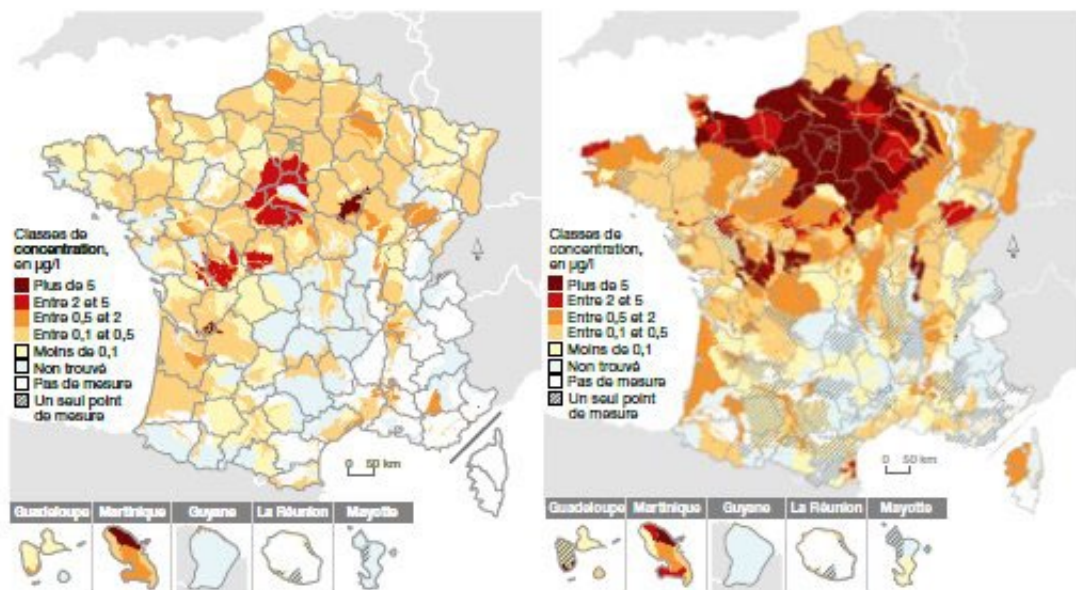 Classes de
concentration,
en µg/l
Plus de 5
Entre 2 et 5
Entre 0,5 et 2
Entre 0,1 et 0,5
Moins de 0,1
Non trouvé
Pas de mesure
Un seul point
de mesure
0 50 km
Guadeloupe Martinique Guyane La Réunion Mayotte
Classes de
concentration,
en µg/l
Plus de 5
Entre 2 et 5
Entre 0,5 et 2
Entre 0,1 et 0,5
Moins de 0,1
Non trouvé
Pas de mesure
Un seul point
de mesure
0 50 km
Guadeloupe Martinique Guyane La Réunion Mayotte